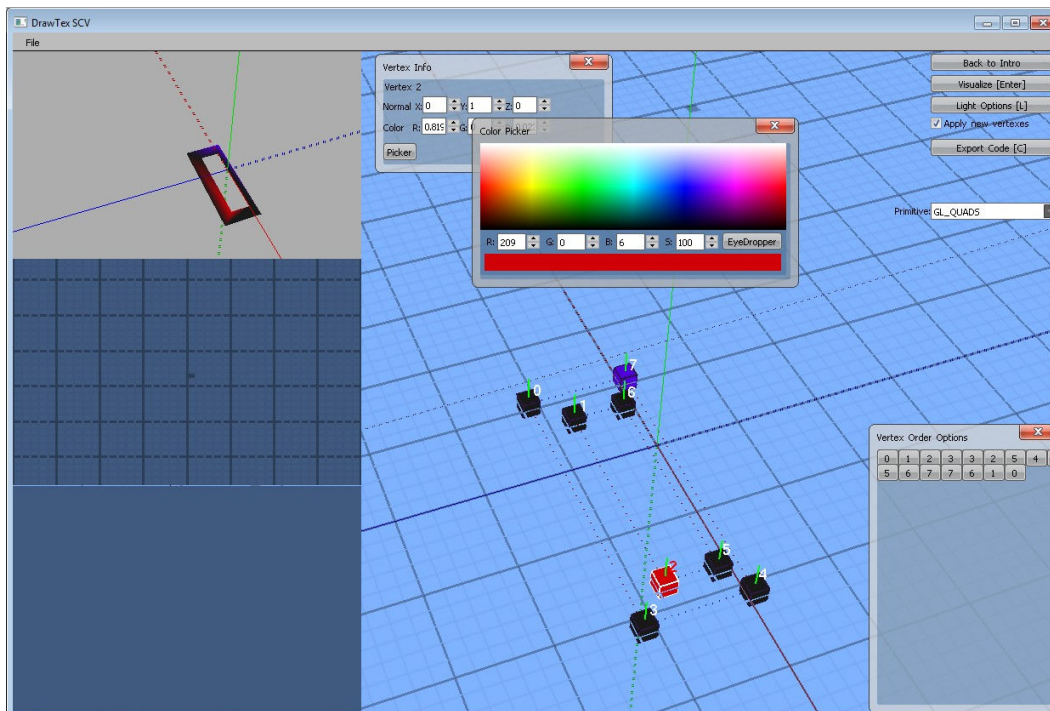 DrawTex SCV
File
Vertex Info
Vertex 2
Normal X: 0 Y: 1 Z: 0
Color R: 0.819 G:
Picker
Color Picker
R: 209 G: 0 B: 6 S: 100 EyeDropper
Back to Intro
Visualize [Enter]
Light Options [L]
Apply new vertexes
Export Code [C]
Primitive: GL_QUADS
7
0
6
1
5
2
4
3
Vertex Order Options
0 1 2 3 3 2 5 4
5 6 7 7 6 1 0